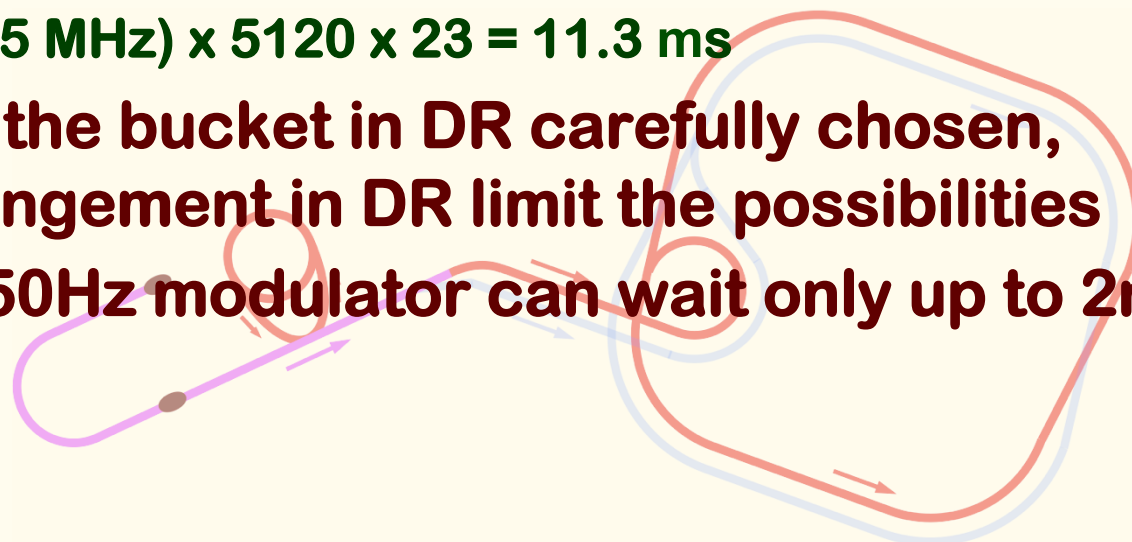 5 MHz) x 5120 x 23 = 11.3 ms
the bucket in DR carefully chosen,
ngement in DR limit the possibilities
50Hz modulator can wait only up to 2